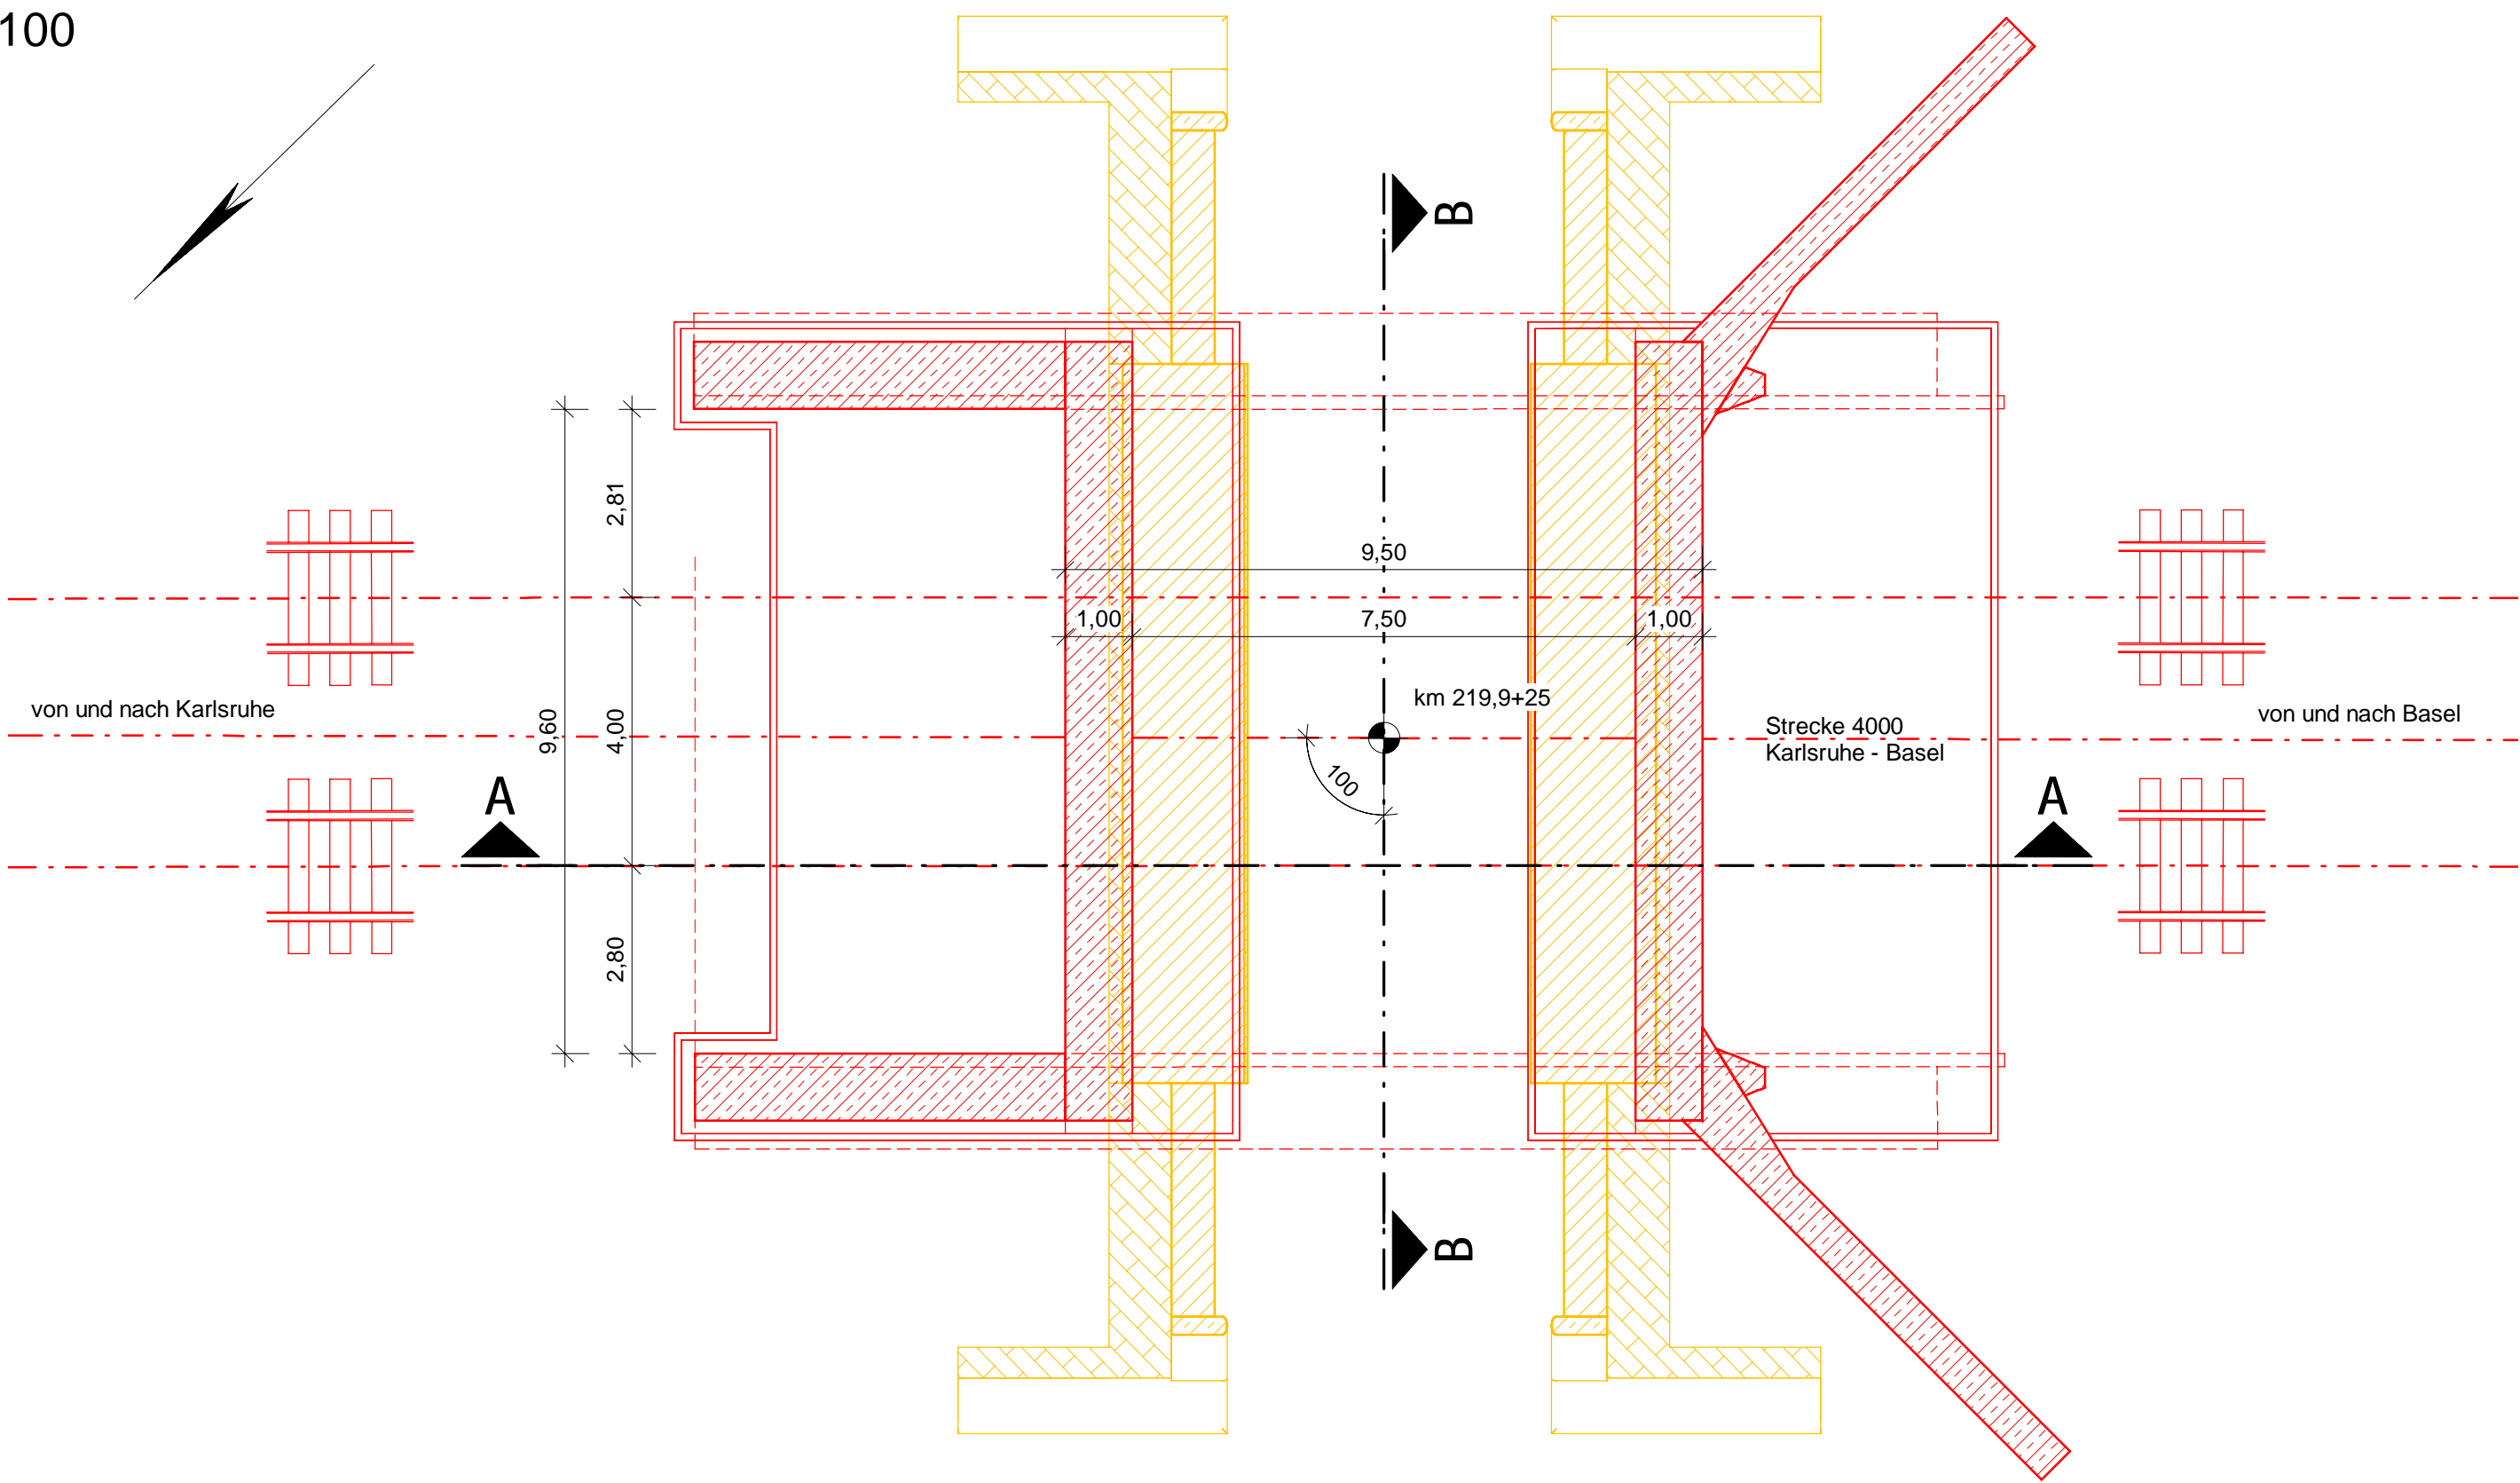 100
B
2,81
9,50
1,00
7,50
1,00
km 219,9+25
von und nach Karlsruhe
9,60
4,00
Strecke 4000
Karlsruhe - Basel
von und nach Basel
100
A
A
2,80
B